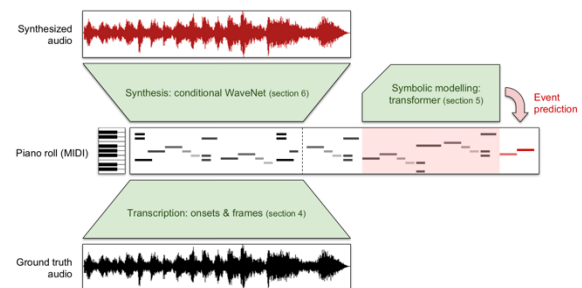 Synthesized
audio
Synthesis: conditional WaveNet (section 6)
Symbolic modelling:
transformer (section 5)
Event
prediction
Piano roll (MIDI)
Transcription: onsets & frames (section 4)
Ground truth
audio